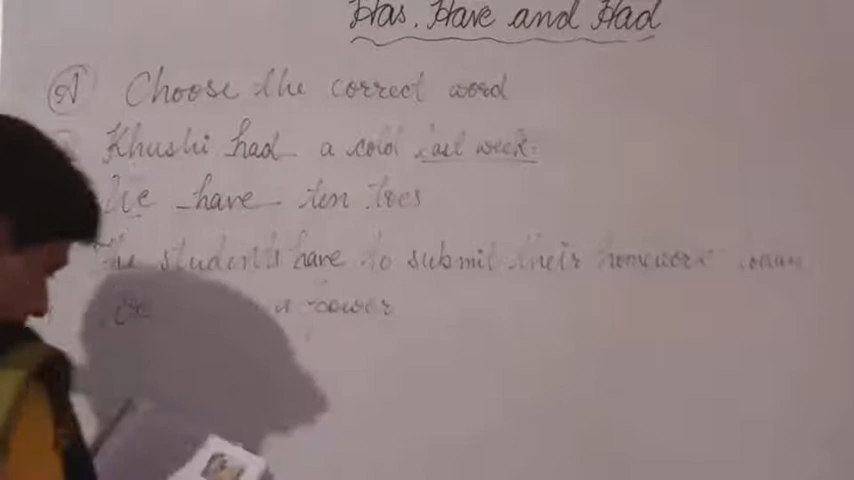 Has, Have and Had
A Choose the correct word
Khushi had a cold last week.
We have ten toes
The students have to submit their homework
power